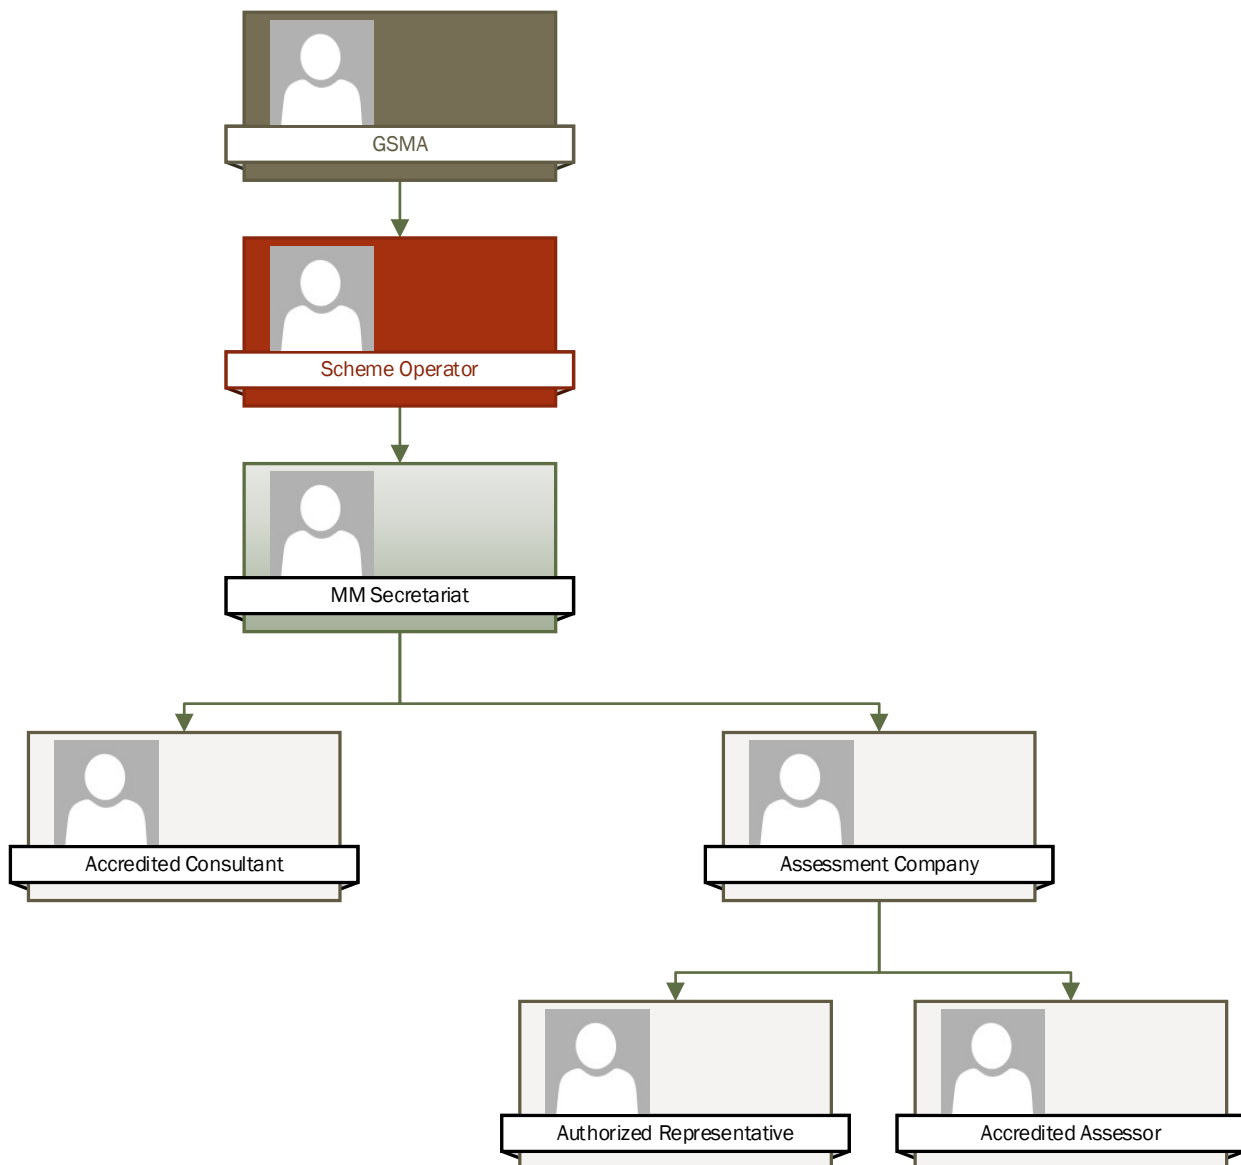 GSMA
Scheme Operator
MM Secretariat
Accredited Consultant
Assessment Company
Authorized Representative
Accredited Assessor